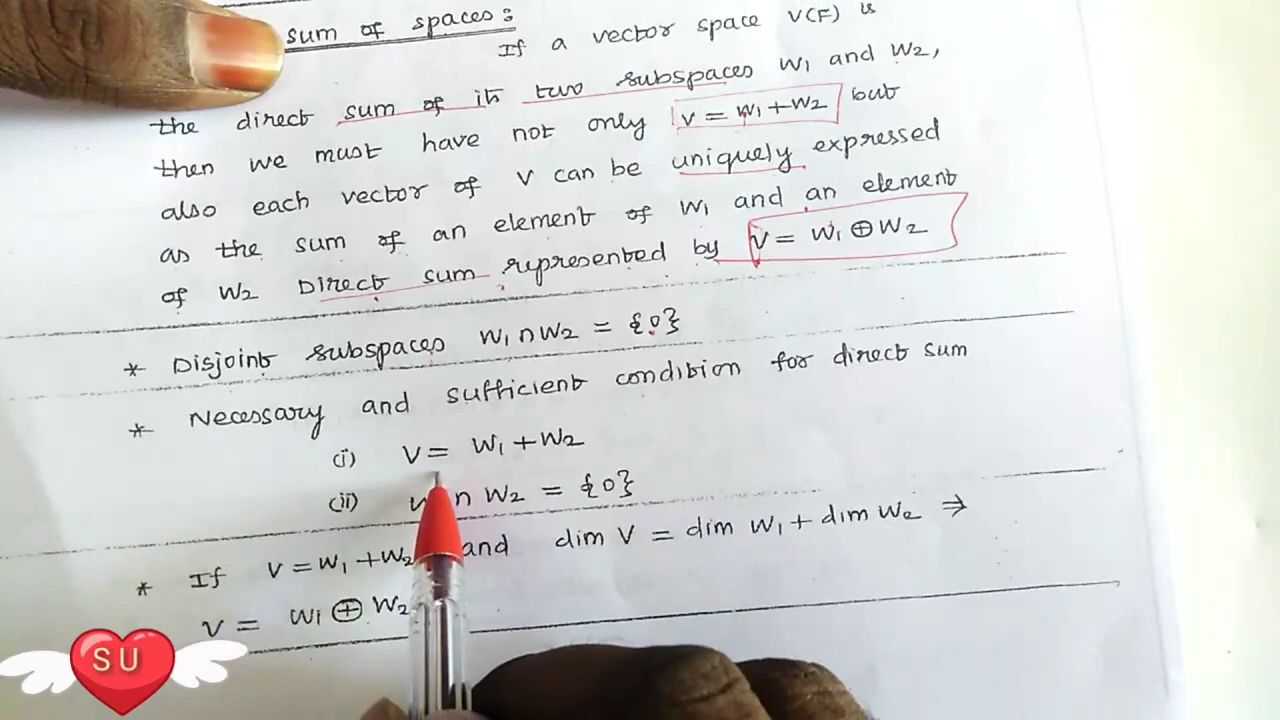 sum of spaces:
If a vector space V(F) is
the direct sum of its two subspaces W1 and W2,
then we must have not only V = W1 + W2 but
also each vector of V can be uniquely expressed
as the sum of an element of W1 and an element
of W2 Direct sum represented by V = W1 ⊕ W2
* Disjoint subspaces W1 ∩ W2 = {0}
* Necessary and sufficient condition for direct sum
(i) V = W1 + W2
(ii) ∩ W2 = {0}
* If V = W1 + W2 and dim V = dim W1 + dim W2 ⇒
V = W1 ⊕ W2
SU